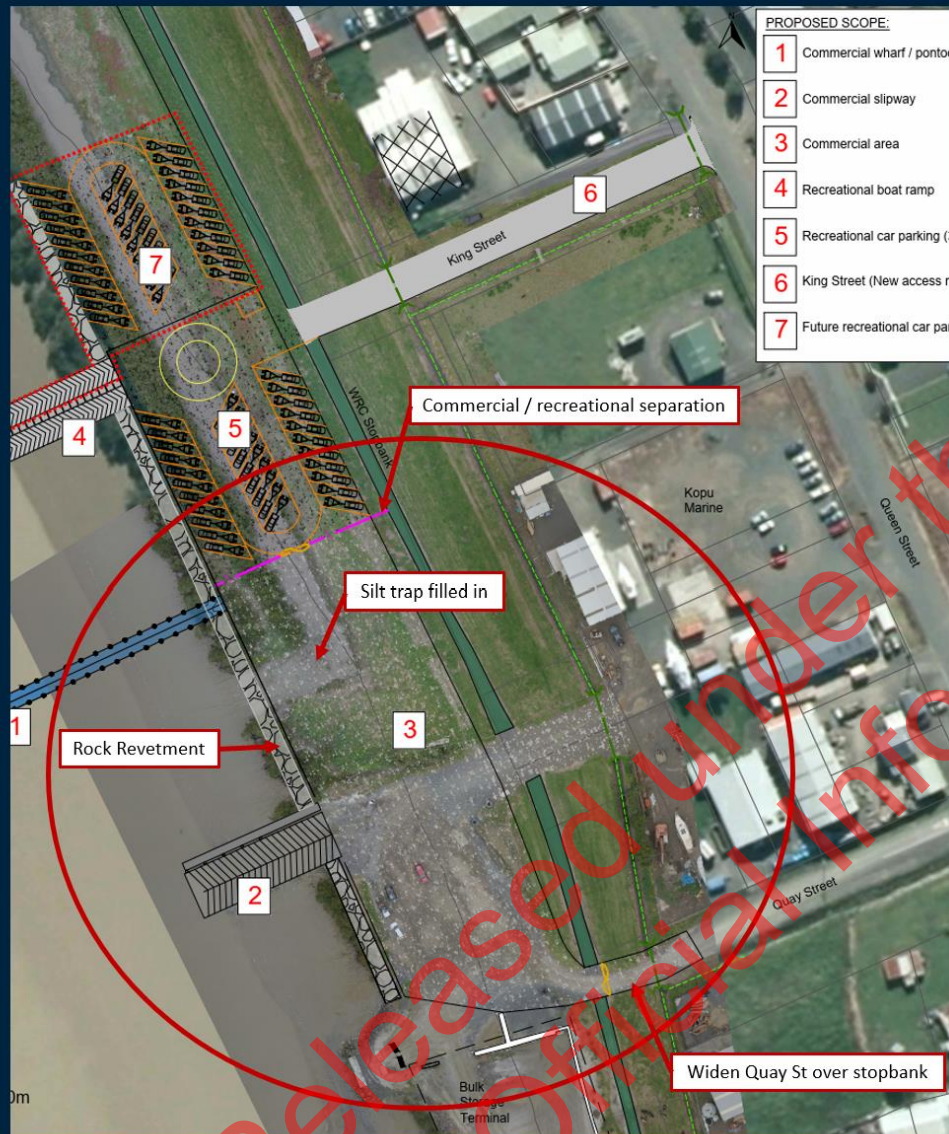 PROPOSED SCOPE:
1 Commercial wharf / pontoo
2 Commercial slipway
3 Commercial area
4 Recreational boat ramp
5 Recreational car parking (
6 King Street (New access r
7 Future recreational car par
6
King Street
7
Commercial / recreational separation
WRC Stopbank
4
5
Kopu
Marine
Queen Street
Silt trap filled in
1
3
Rock Revetment
2
Quay Street
Widen Quay St over stopbank
Bulk
Storage
Terminal
0m
Released under t
Official Info